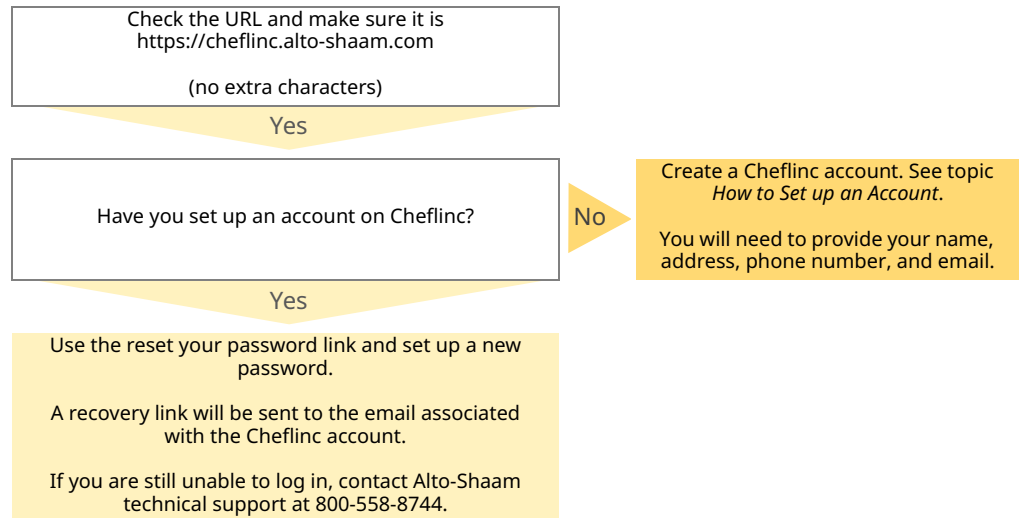 Check the URL and make sure it is
https://cheflinc.alto-shaam.com
(no extra characters)
Yes
Have you set up an account on Cheflinc?
No
Create a Cheflinc account. See topic
How to Set up an Account.
You will need to provide your name,
address, phone number, and email.
Yes
Use the reset your password link and set up a new
password.
A recovery link will be sent to the email associated
with the Cheflinc account.
If you are still unable to log in, contact Alto-Shaam
technical support at 800-558-8744.